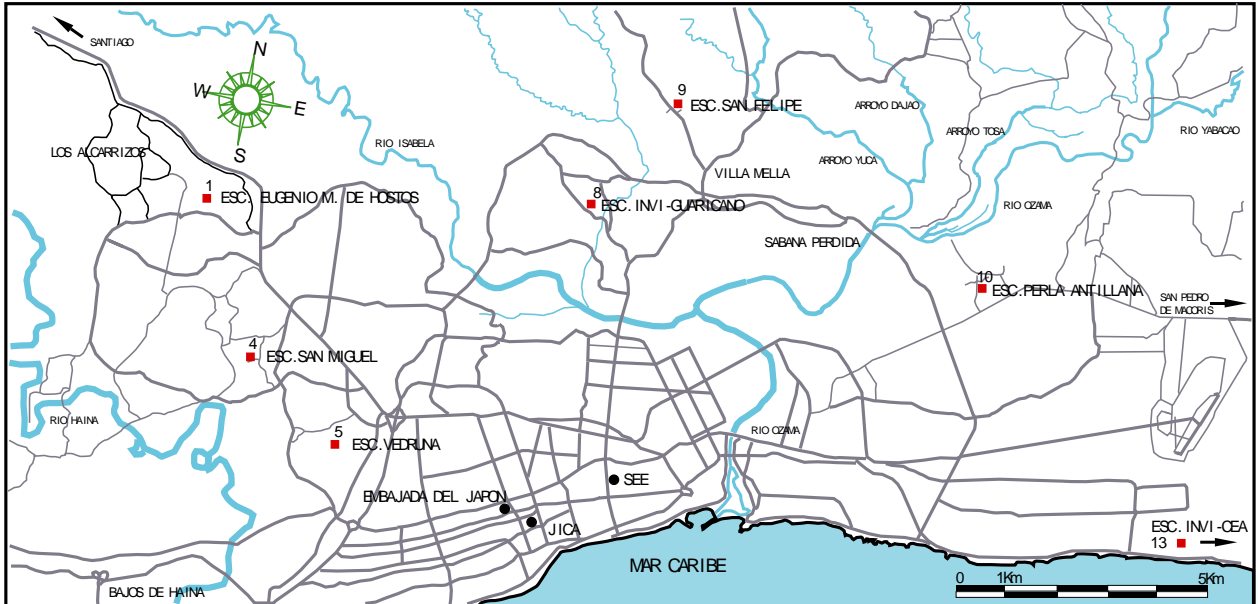 SANTIAGO
N
W
E
S
9
ESC. SAN FELIPE
ARROYO DAJAO
ARROYO TOSA
RIO YABACAO
LOS ALCARRIZOS
RIO ISABELA
ARROYO YUCA
VILLA MELLA
1
ESC. EUGENIO M. DE HOSTOS
8
ESC. INVI-GUARICANO
RIO OZAMA
SABANA PERDIDA
10
ESC. PERLA ANTILLANA
SAN PEDRO
DE MACORIS
4
ESC. SAN MIGUEL
RIO HAINA
5
ESC. VEDRUNA
RIO OZAMA
SEE
EMBAJADA DEL JAPON
JICA
ESC. INVI-CEA
13
MAR CARIBE
BAJOS DE HAINA
0 1Km 5Km